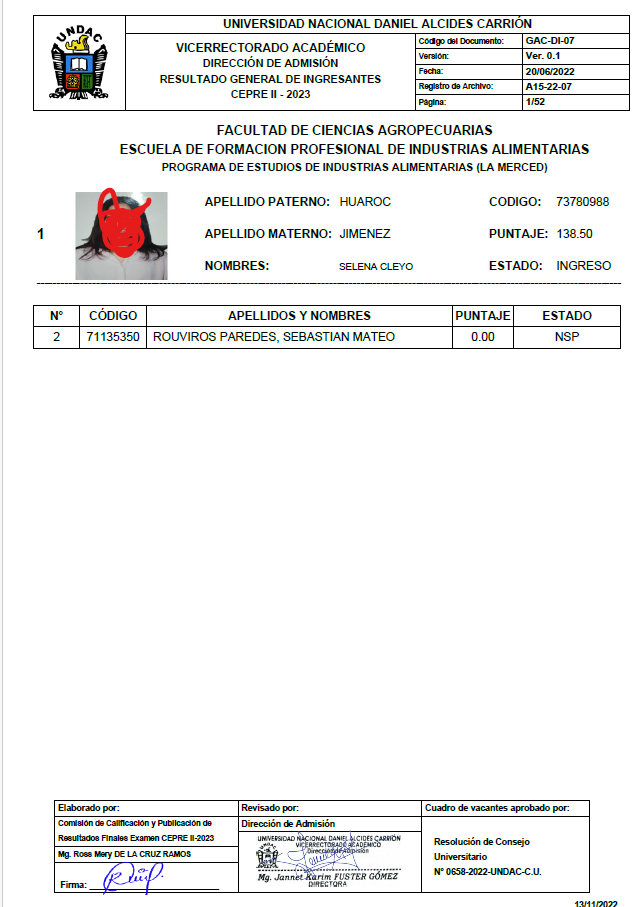 UNDAC
UNIVERSIDAD NACIONAL DANIEL ALCIDES CARRIÓN
VICERRECTORADO ACADÉMICO
DIRECCIÓN DE ADMISIÓN
RESULTADO GENERAL DE INGRESANTES
CEPRE II - 2023
Código del Documento: GAC-DI-07
Versión: Ver. 0.1
Fecha: 20/06/2022
Registro de Archivo: A15-22-07
Página: 1/52
FACULTAD DE CIENCIAS AGROPECUARIAS
ESCUELA DE FORMACION PROFESIONAL DE INDUSTRIAS ALIMENTARIAS
PROGRAMA DE ESTUDIOS DE INDUSTRIAS ALIMENTARIAS (LA MERCED)
1
APELLIDO PATERNO: HUAROC CODIGO: 73780988
APELLIDO MATERNO: JIMENEZ PUNTAJE: 138.50
NOMBRES: SELENA CLEYO ESTADO: INGRESO
N° CÓDIGO APELLIDOS Y NOMBRES PUNTAJE ESTADO
2 71135350 ROUVIROS PAREDES, SEBASTIAN MATEO 0.00 NSP
Elaborado por:
Comisión de Calificación y Publicación de
Resultados Finales Examen CEPRE II-2023
Mg. Ross Mery DE LA CRUZ RAMOS
Firma:
Revisado por:
Dirección de Admisión
UNIVERSIDAD NACIONAL DANIEL ALCIDES CARRIÓN
VICERRECTORADO ACADÉMICO
Dirección de Admisión
Mg. Jannet Karim FUSTER GÓMEZ
DIRECTORA
Cuadro de vacantes aprobado por:
Resolución de Consejo
Universitario
N° 0658-2022-UNDAC-C.U.
13/11/2022